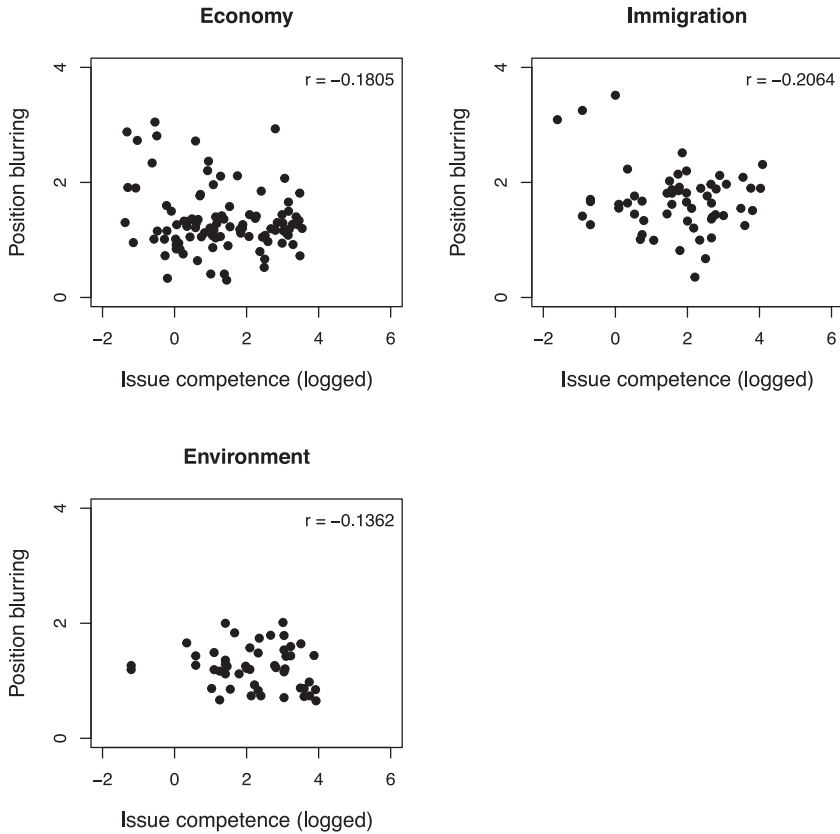 Economy
r = −0.1805
Position blurring
4
2
0
−2 0 2 4 6
Issue competence (logged)
Immigration
r = −0.2064
Position blurring
4
2
0
−2 0 2 4 6
Issue competence (logged)
Environment
r = −0.1362
Position blurring
4
2
0
−2 0 2 4 6
Issue competence (logged)